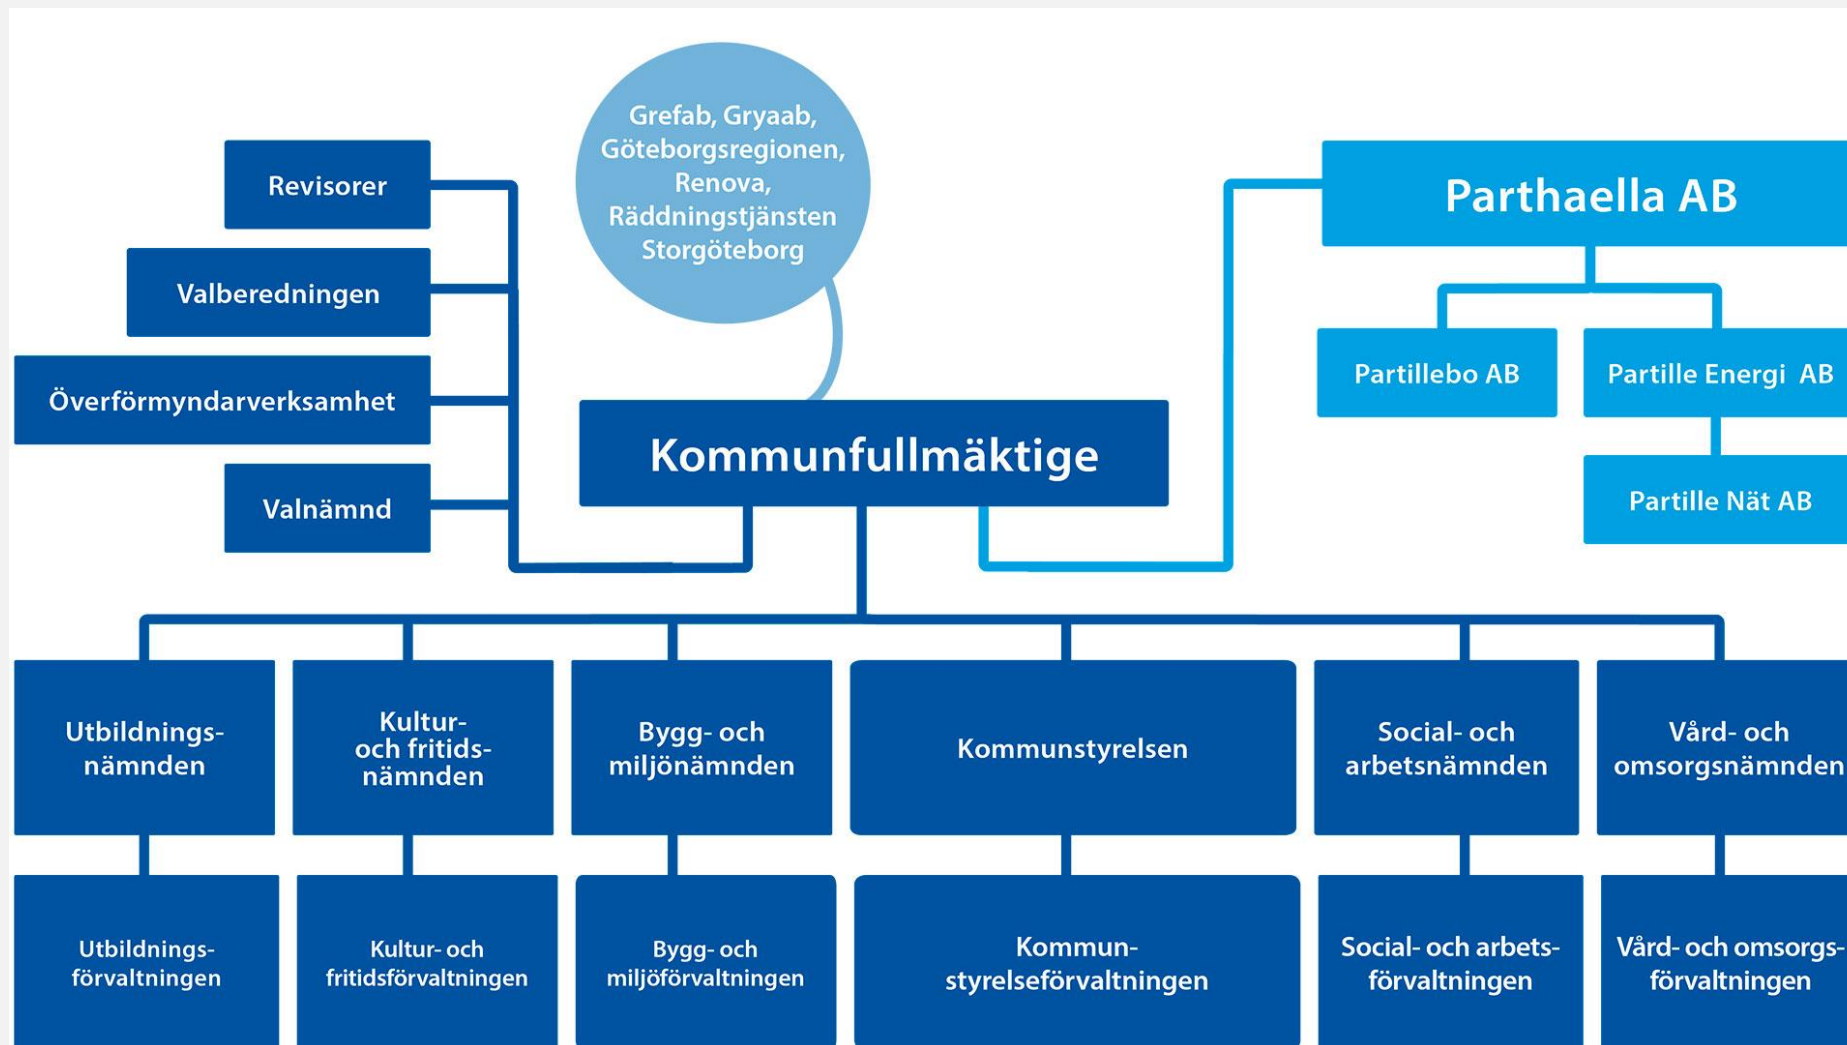 Grefab, Gryaab,
Göteborgsregionen,
Renova,
Räddningstjänsten
Storgöteborg
Revisorer
Valberedningen
Överförmyndarverksamhet
Valnämnd
Kommunfullmäktige
Parthaella AB
Partillebo AB
Partille Energi AB
Partille Nät AB
Utbildnings-
nämnden
Kultur-
och fritids-
nämnden
Bygg- och
miljönämnden
Kommunstyrelsen
Social- och
arbetsnämnden
Vård- och
omsorgsnämnden
Utbildnings-
förvaltningen
Kultur- och
fritidsförvaltningen
Bygg- och
miljöförvaltningen
Kommun-
styrelseförvaltningen
Social- och arbets-
förvaltningen
Vård- och omsorgs-
förvaltningen